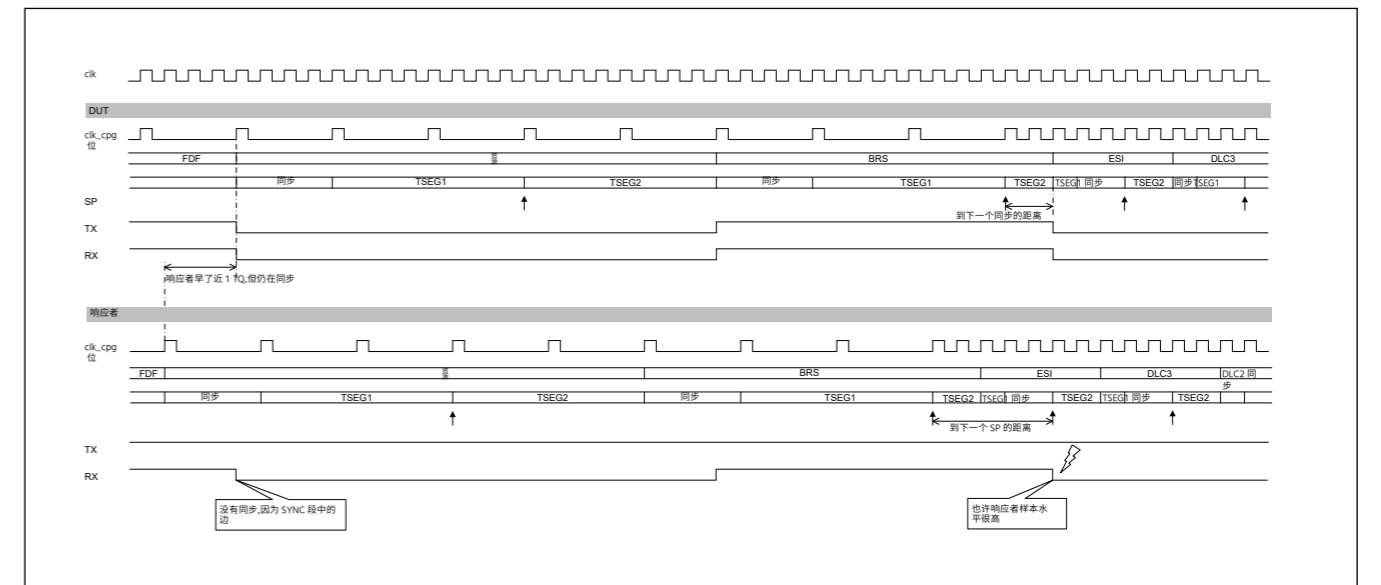 clk
DUT
clk_cpg
位
FDF
BRS
ESI
DLC3
同步
TSEG1
TSEG2
同步
TSEG1
TSEG2
TSEG1 同步
TSEG2
同步TSEG1
SP
到下一个同步的距离
TX
RX
响应者早了近 1 TQ,但仍在同步
响应者
clk_cpg
位
FDF
BRS
ESI
DLC3
DLC2 同
步
同步
TSEG1
TSEG2
同步
TSEG1
TSEG2
TSEG1 同步
TSEG2
TSEG1 同步
TSEG2
到下一个 SP 的距离
TX
RX
没有同步,因为 SYNC 段中的
边
也许响应者样本水
平很高